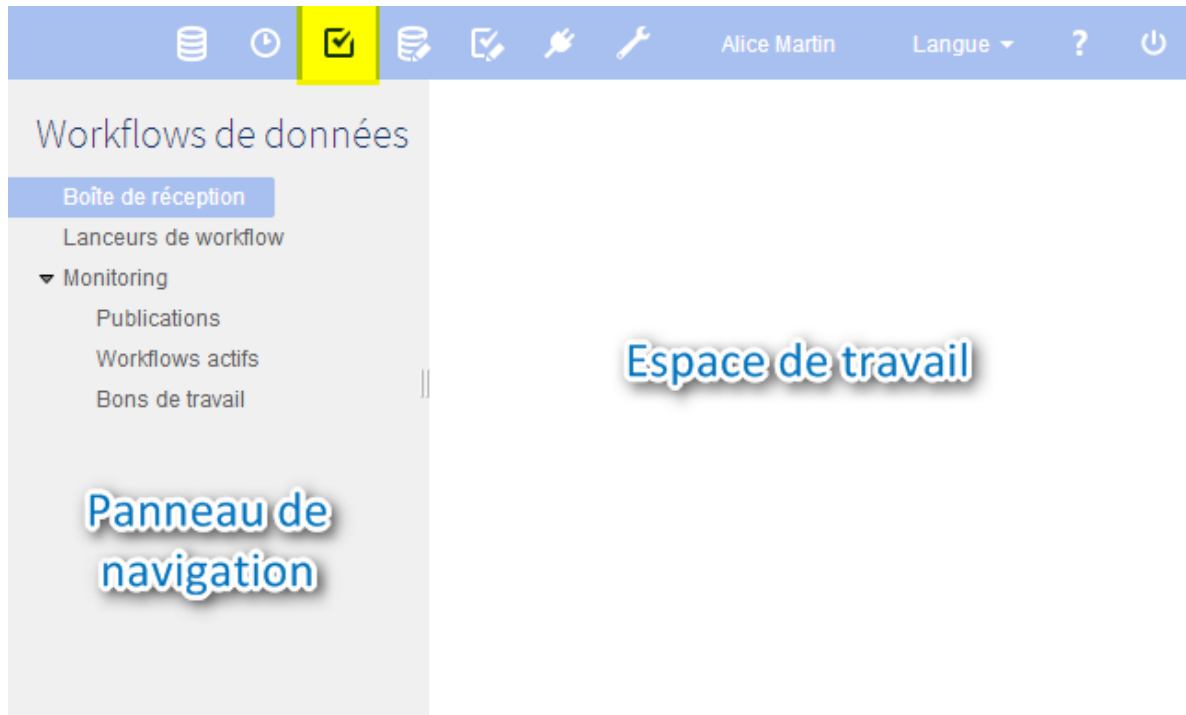 Alice Martin Langue ?
Workflows de données
Boîte de réception
Lanceurs de workflow
Monitoring
Publications
Workflows actifs
Bons de travail
Espace de travail
Panneau de
navigation